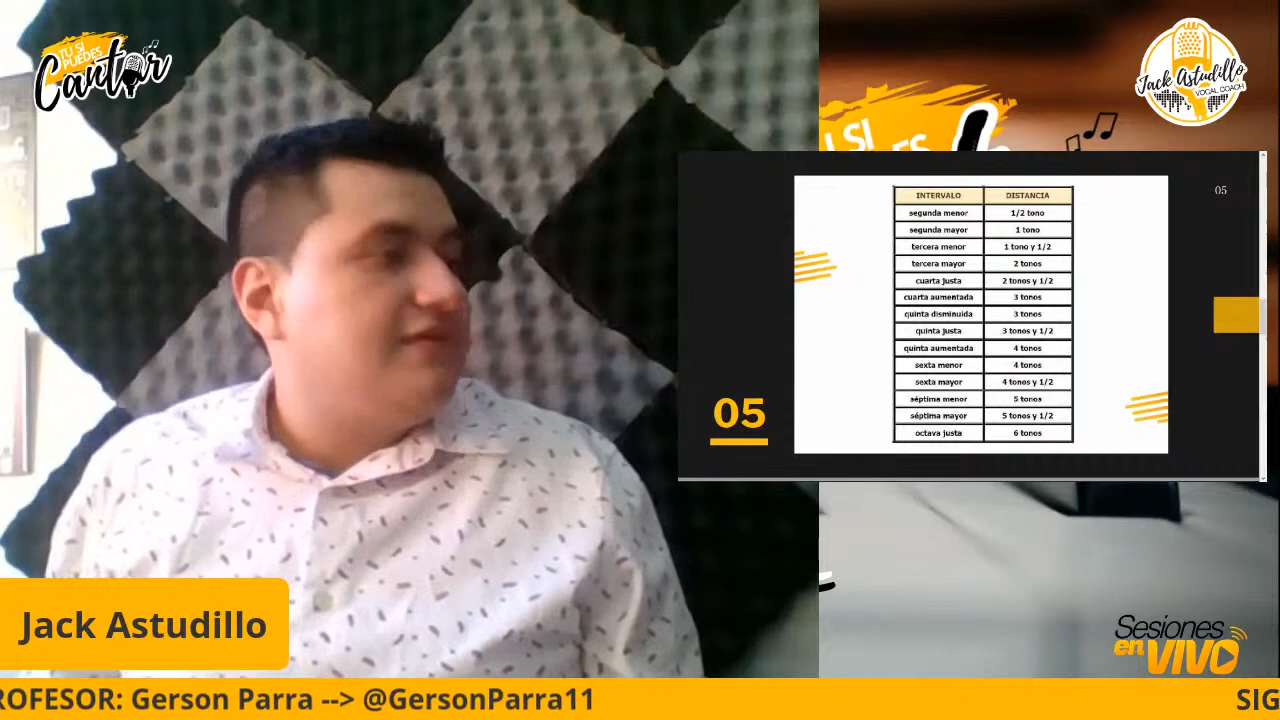 TU SI
PUEDES
Cantar
Jack Astudillo
VOCAL COACH
U SI
ES
05
INTERVALO DISTANCIA
segunda menor 1/2 tono
segunda mayor 1 tono
tercera menor 1 tono y 1/2
tercera mayor 2 tonos
cuarta justa 2 tonos y 1/2
cuarta aumentada 3 tonos
quinta disminuida 3 tonos
quinta justa 3 tonos y 1/2
quinta aumentada 4 tonos
sexta menor 4 tonos
sexta mayor 4 tonos y 1/2
séptima menor 5 tonos
séptima mayor 5 tonos y 1/2
octava justa 6 tonos
05
Jack Astudillo
Sesiones
en VIVO
ROFESOR: Gerson Parra --> @GersonParra11
SIG